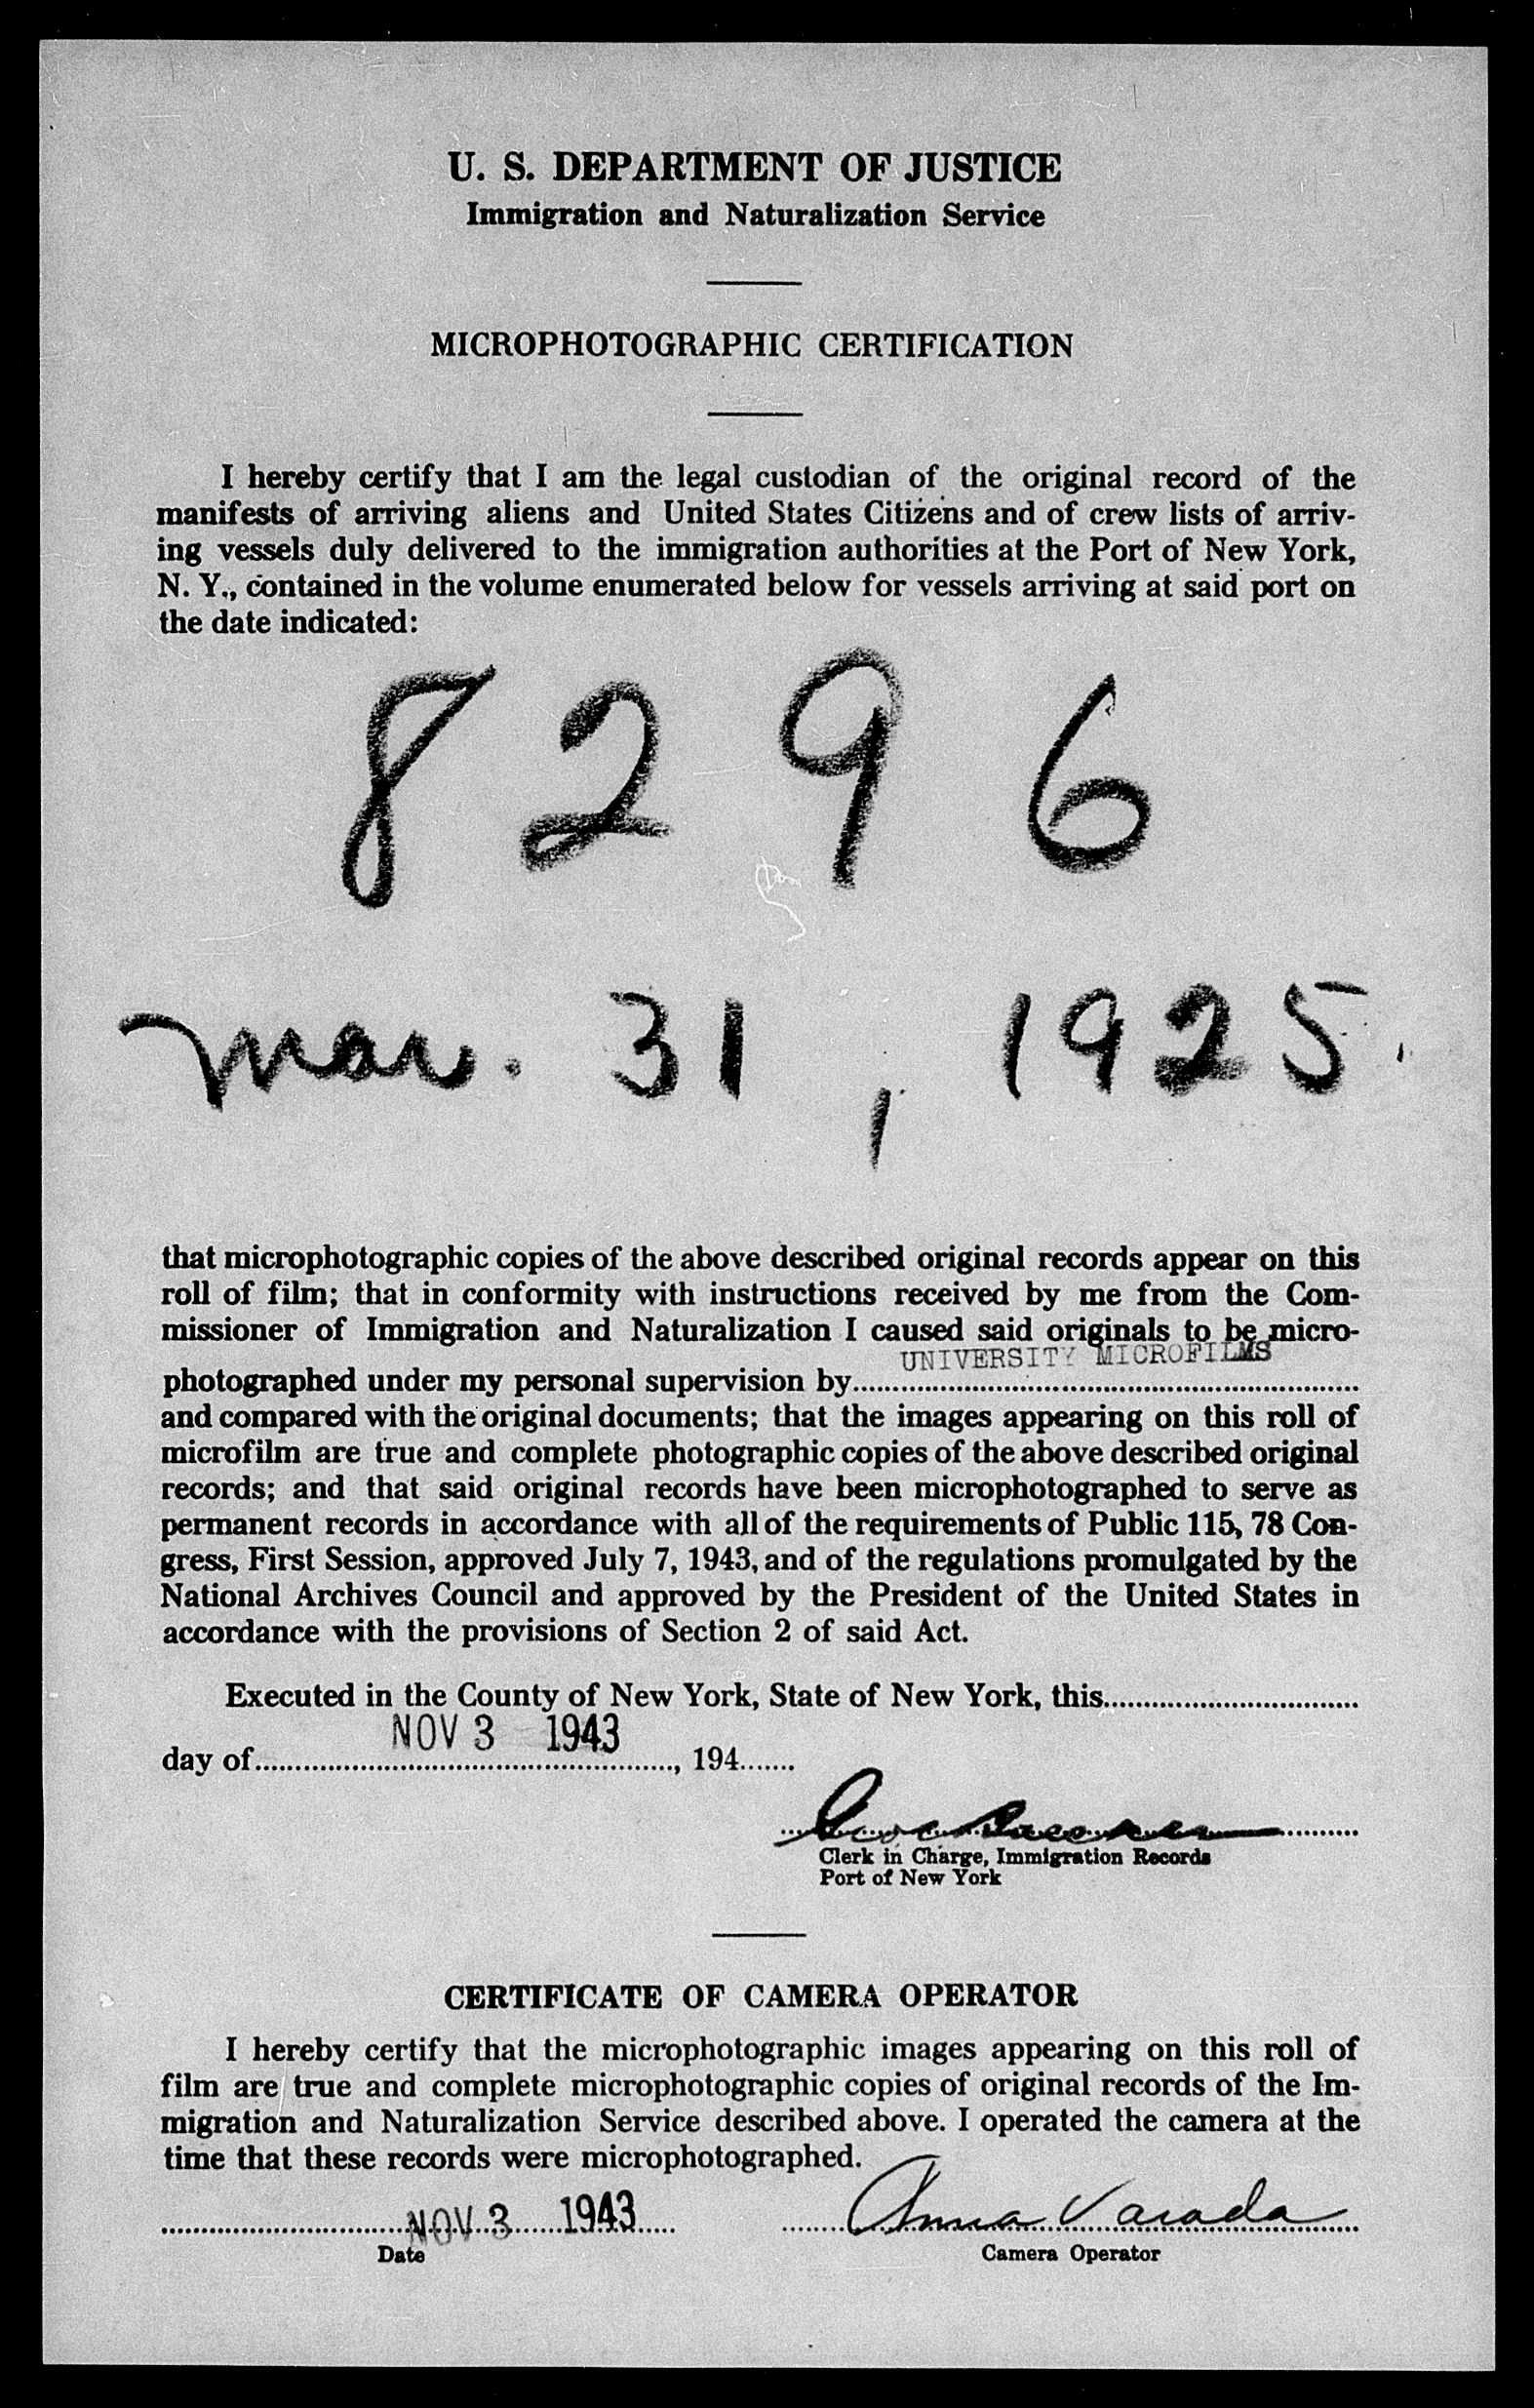 U. S. DEPARTMENT OF JUSTICE
Immigration and Naturalization Service
MICROPHOTOGRAPHIC CERTIFICATION
I hereby certify that I am the legal custodian of the original record of the
manifests of arriving aliens and United States Citizens and of crew lists of arriv-
ing vessels duly delivered to the immigration authorities at the Port of New York,
N. Y., contained in the volume enumerated below for vessels arriving at said port on
the date indicated:
8296
Mar. 31, 1925.
that microphotographic copies of the above described original records appear on this
roll of film; that in conformity with instructions received by me from the Com-
missioner of Immigration and Naturalization I caused said originals to be micro-
UNIVERSITY MICROFILMS
photographed under my personal supervision by
and compared with the original documents; that the images appearing on this roll of
microfilm are true and complete photographic copies of the above described original
records; and that said original records have been microphotographed to serve as
permanent records in accordance with all of the requirements of Public 115, 78 Con-
gress, First Session, approved July 7, 1943, and of the regulations promulgated by the
National Archives Council and approved by the President of the United States in
accordance with the provisions of Section 2 of said Act.
Executed in the County of New York, State of New York, this
NOV 3 1943
day of, 194
Clerk in Charge, Immigration Records
Port of New York
CERTIFICATE OF CAMERA OPERATOR
I hereby certify that the microphotographic images appearing on this roll of
film are true and complete microphotographic copies of original records of the Im-
migration and Naturalization Service described above. I operated the camera at the
time that these records were microphotographed.
NOV 3 1943 Anna Varada
Date Camera Operator